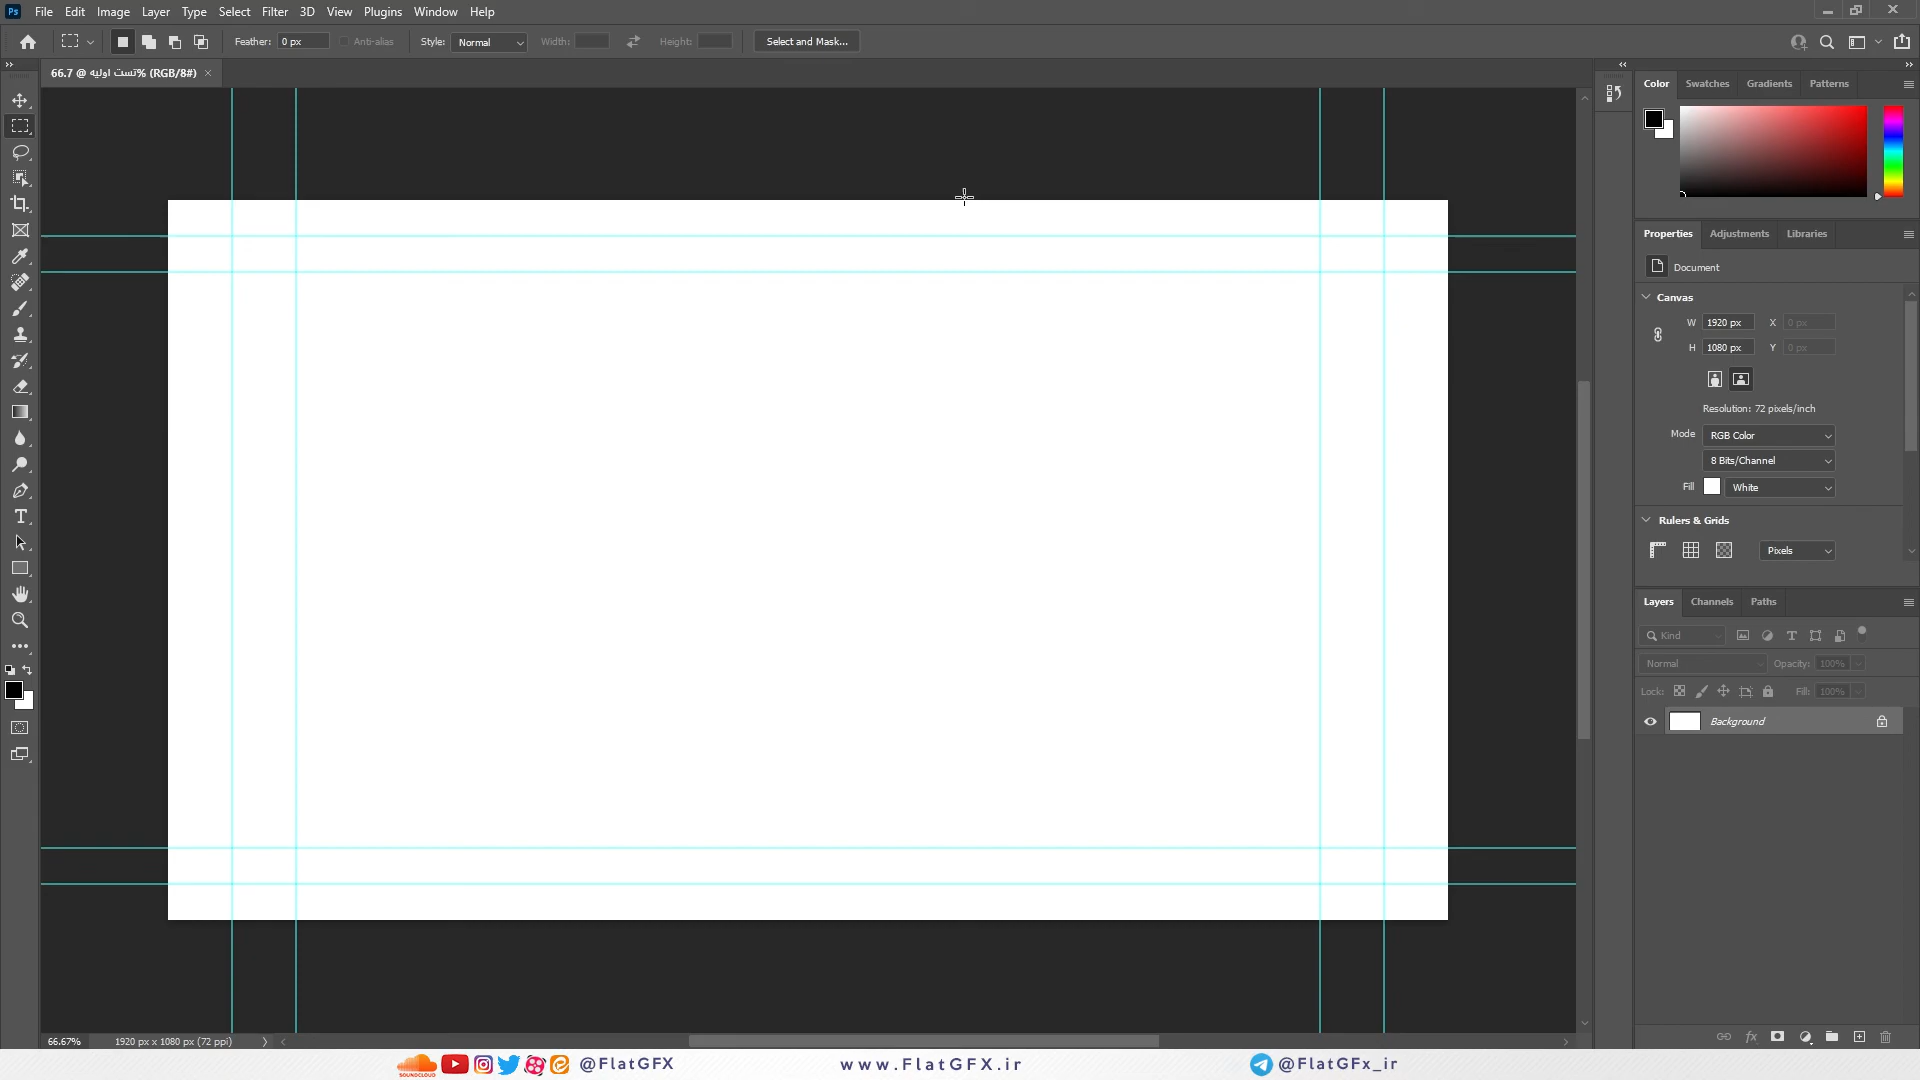 Ps File Edit Image Layer Type Select Filter 3D View Plugins Window Help
Feather: 0 px Anti-alias Style: Normal Width: Height: Select and Mask...
تست اولیه @ 66.7% (RGB/8#) ×
Color Swatches Gradients Patterns
Properties Adjustments Libraries
Document
Canvas
W 1920 px X 0 px
H 1080 px Y 0 px
Resolution: 72 pixels/inch
Mode RGB Color
8 Bits/Channel
Fill White
Rulers & Grids
Pixels
Layers Channels Paths
Kind
Normal Opacity: 100%
Lock: Fill: 100%
Background
66.67% 1920 px x 1080 px (72 ppi)
SOUNDCLOUD @FlatGFX www.FlatGFX.ir @FlatGFx_ir